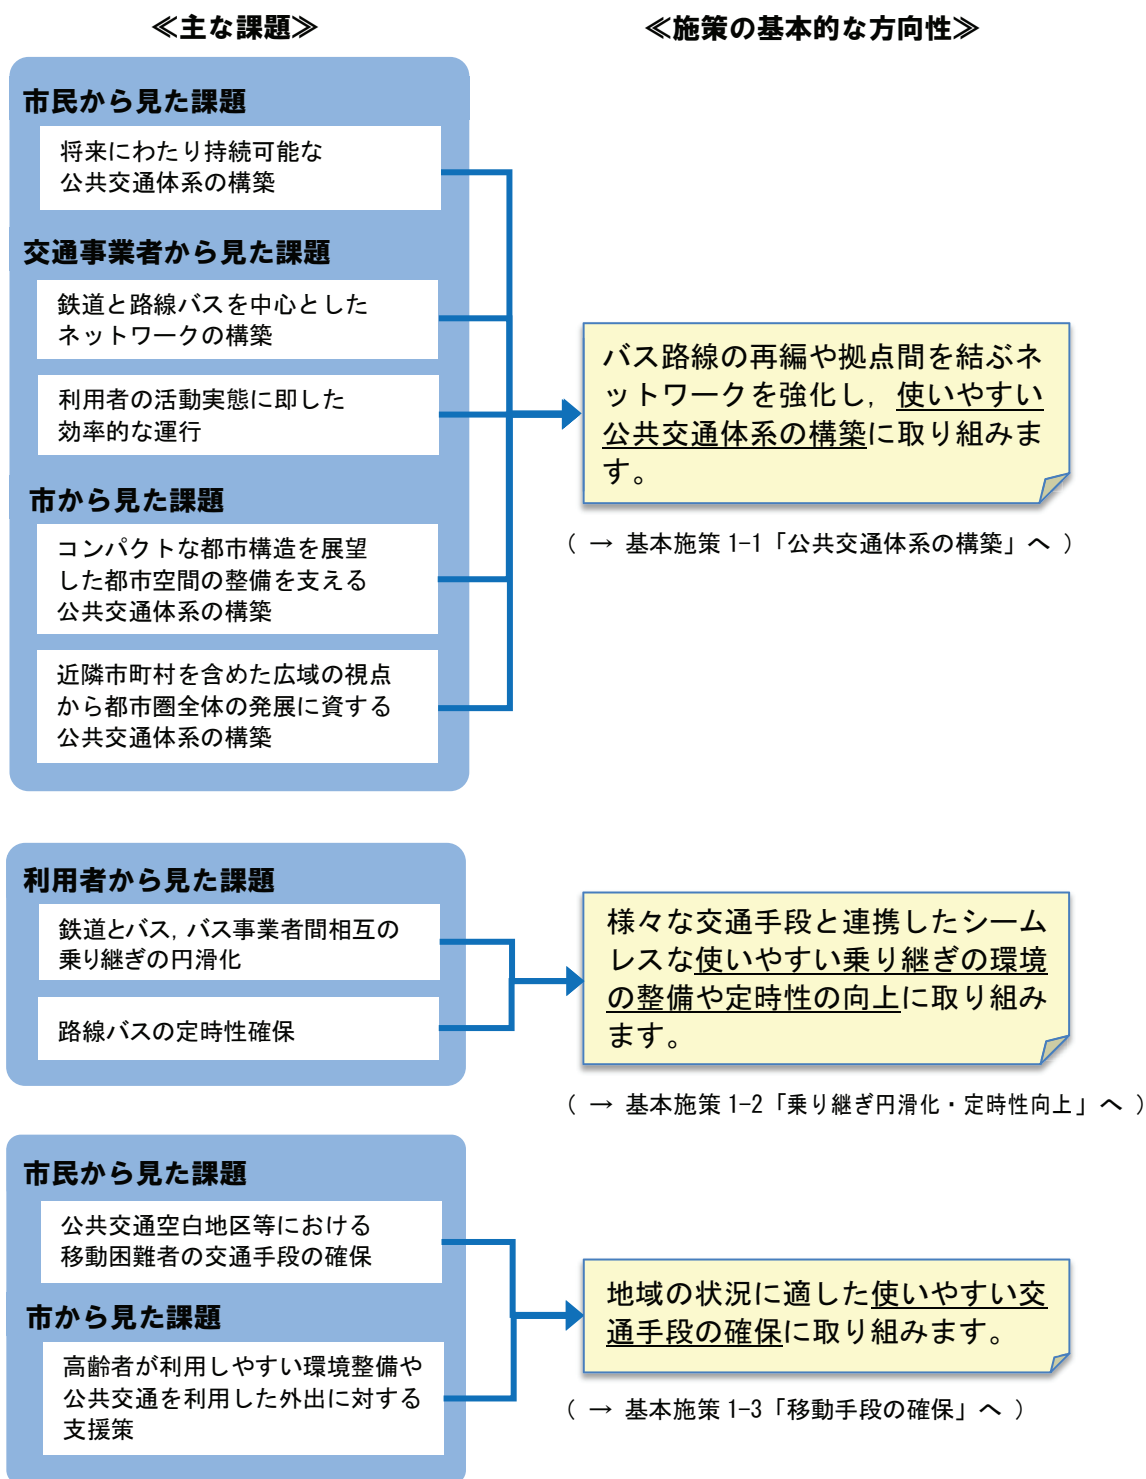 ≪主な課題≫
≪施策の基本的な方向性≫
市民から見た課題
将来にわたり持続可能な
公共交通体系の構築
交通事業者から見た課題
鉄道と路線バスを中心とした
ネットワークの構築
利用者の活動実態に即した
効率的な運行
市から見た課題
コンパクトな都市構造を展望
した都市空間の整備を支える
公共交通体系の構築
近隣市町村を含めた広域の視点
から都市圏全体の発展に資する
公共交通体系の構築
バス路線の再編や拠点間を結ぶネ
ットワークを強化し，使いやすい
公共交通体系の構築に取り組みま
す。
（ → 基本施策 1-1「公共交通体系の構築」へ ）
利用者から見た課題
鉄道とバス，バス事業者間相互の
乗り継ぎの円滑化
路線バスの定時性確保
様々な交通手段と連携したシーム
レスな使いやすい乗り継ぎの環境
の整備や定時性の向上に取り組み
ます。
（ → 基本施策 1-2「乗り継ぎ円滑化・定時性向上」へ ）
市民から見た課題
公共交通空白地区等における
移動困難者の交通手段の確保
市から見た課題
高齢者が利用しやすい環境整備や
公共交通を利用した外出に対する
支援策
地域の状況に適した使いやすい交
通手段の確保に取り組みます。
（ → 基本施策 1-3「移動手段の確保」へ ）